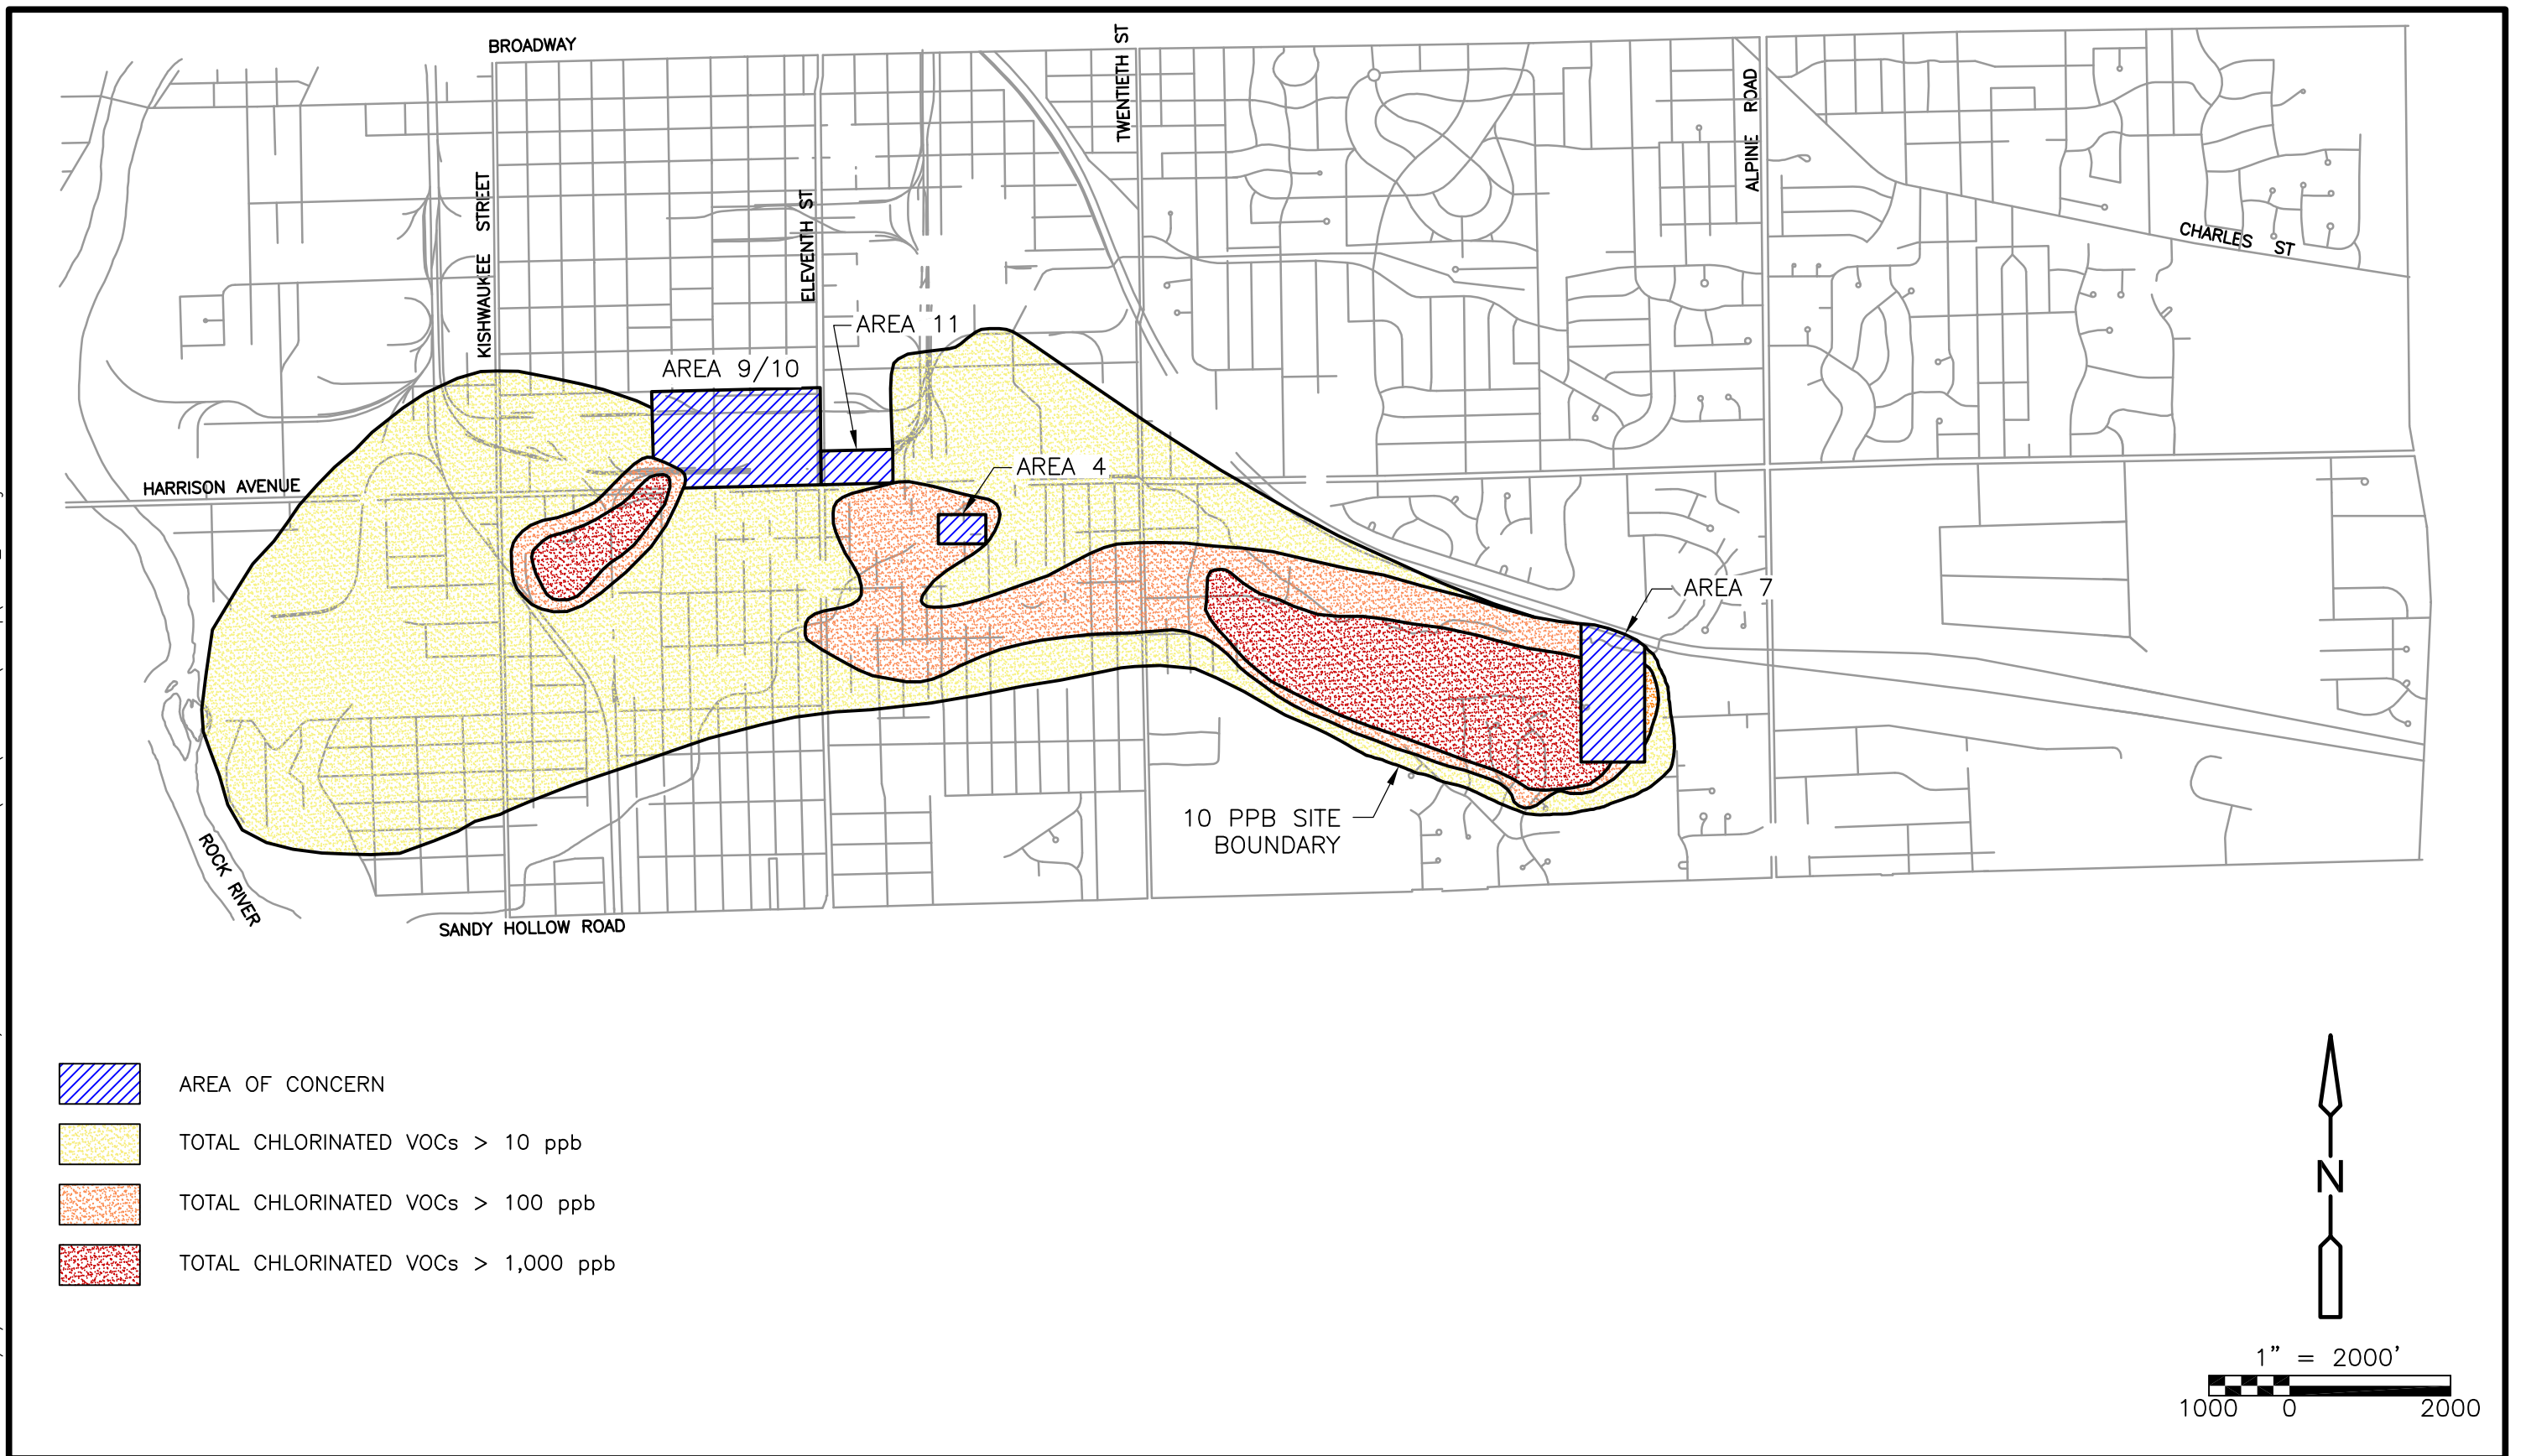 BROADWAY
TWENTIETH ST
ALPINE ROAD
KISHWAUKEE STREET
ELEVENTH ST
CHARLES ST
AREA 11
AREA 9/10
AREA 4
HARRISON AVENUE
AREA 7
10 PPB SITE
BOUNDARY
ROCK RIVER
SANDY HOLLOW ROAD
AREA OF CONCERN
TOTAL CHLORINATED VOCs > 10 ppb
TOTAL CHLORINATED VOCs > 100 ppb
TOTAL CHLORINATED VOCs > 1,000 ppb
N
1" = 2000'
1000 0 2000